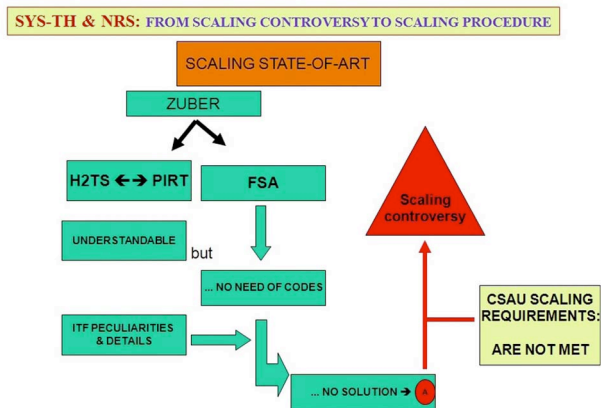 SYS-TH & NRS: FROM SCALING CONTROVERSY TO SCALING PROCEDURE
SCALING STATE-OF-ART
ZUBER
H2TS ←→ PIRT
FSA
Scaling
controversy
UNDERSTANDABLE
but
... NO NEED OF CODES
CSAU SCALING
REQUIREMENTS:
ARE NOT MET
ITF PECULIARITIES
& DETAILS
... NO SOLUTION → A